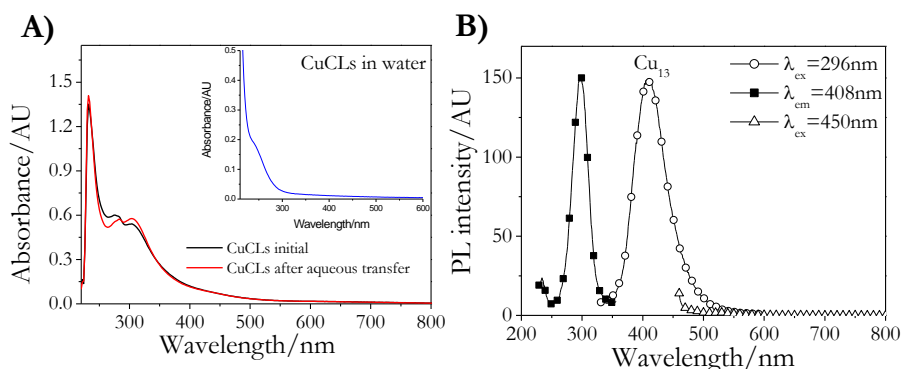 A)
Absorbance/AU
1.8
1.5
1.2
0.9
0.6
0.3
0.0
300 400 500 600 700 800
Wavelength/nm
CuCLs initial
CuCLs after aqueous transfer
CuCLs in water
Absorbance/AU
0.5
0.4
0.3
0.2
0.1
0.0
300 400 500 600
Wavelength/nm
B)
PL intensity/AU
150
100
50
0
200 300 400 500 600 700 800
Wavelength/nm
Cu₁₃
λex=296nm
λem=408nm
λex=450nm